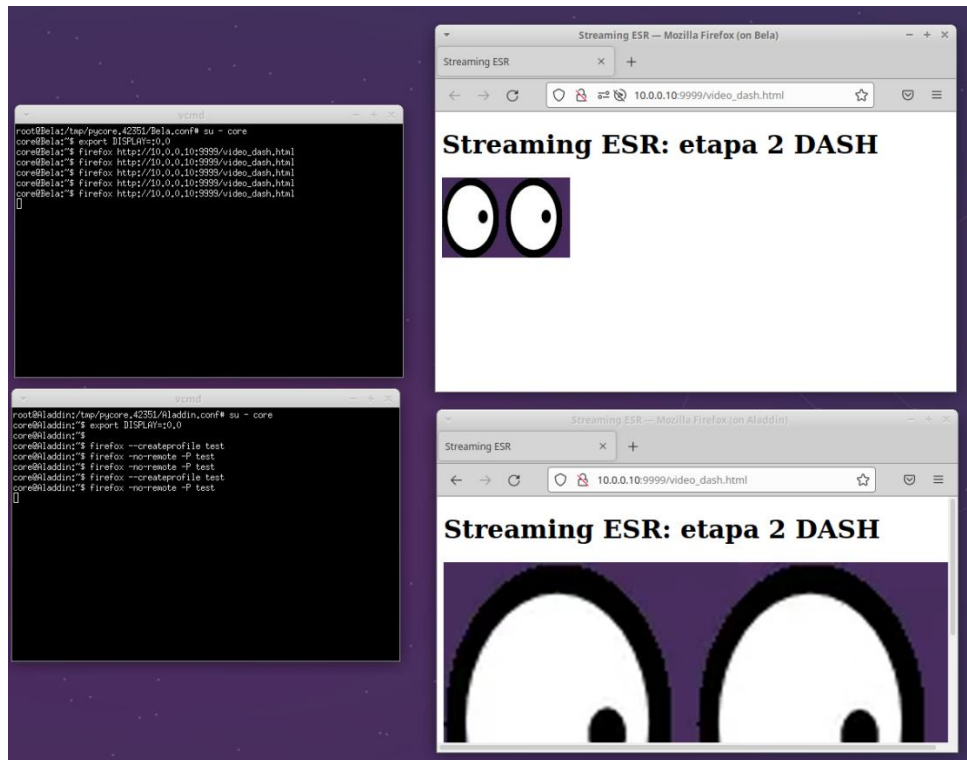 vcmd
root@Bela:/tmp/pycore.42351/Bela.conf# su - core
core@Bela:~$ export DISPLAY=:0.0
core@Bela:~$ firefox http://10.0.0.10:9999/video_dash.html
core@Bela:~$ firefox http://10.0.0.10:9999/video_dash.html
core@Bela:~$ firefox http://10.0.0.10:9999/video_dash.html
core@Bela:~$ firefox http://10.0.0.10:9999/video_dash.html
core@Bela:~$ firefox http://10.0.0.10:9999/video_dash.html
Streaming ESR — Mozilla Firefox (on Bela)
Streaming ESR
10.0.0.10:9999/video_dash.html
Streaming ESR: etapa 2 DASH
vcmd
root@Aladdin:/tmp/pycore.42351/Aladdin.conf# su - core
core@Aladdin:~$ export DISPLAY=:0.0
core@Aladdin:~$
core@Aladdin:~$ firefox --createprofile test
core@Aladdin:~$ firefox -no-remote -P test
core@Aladdin:~$ firefox -no-remote -P test
core@Aladdin:~$ firefox --createprofile test
core@Aladdin:~$ firefox -no-remote -P test
Streaming ESR — Mozilla Firefox (on Aladdin)
Streaming ESR
10.0.0.10:9999/video_dash.html
Streaming ESR: etapa 2 DASH